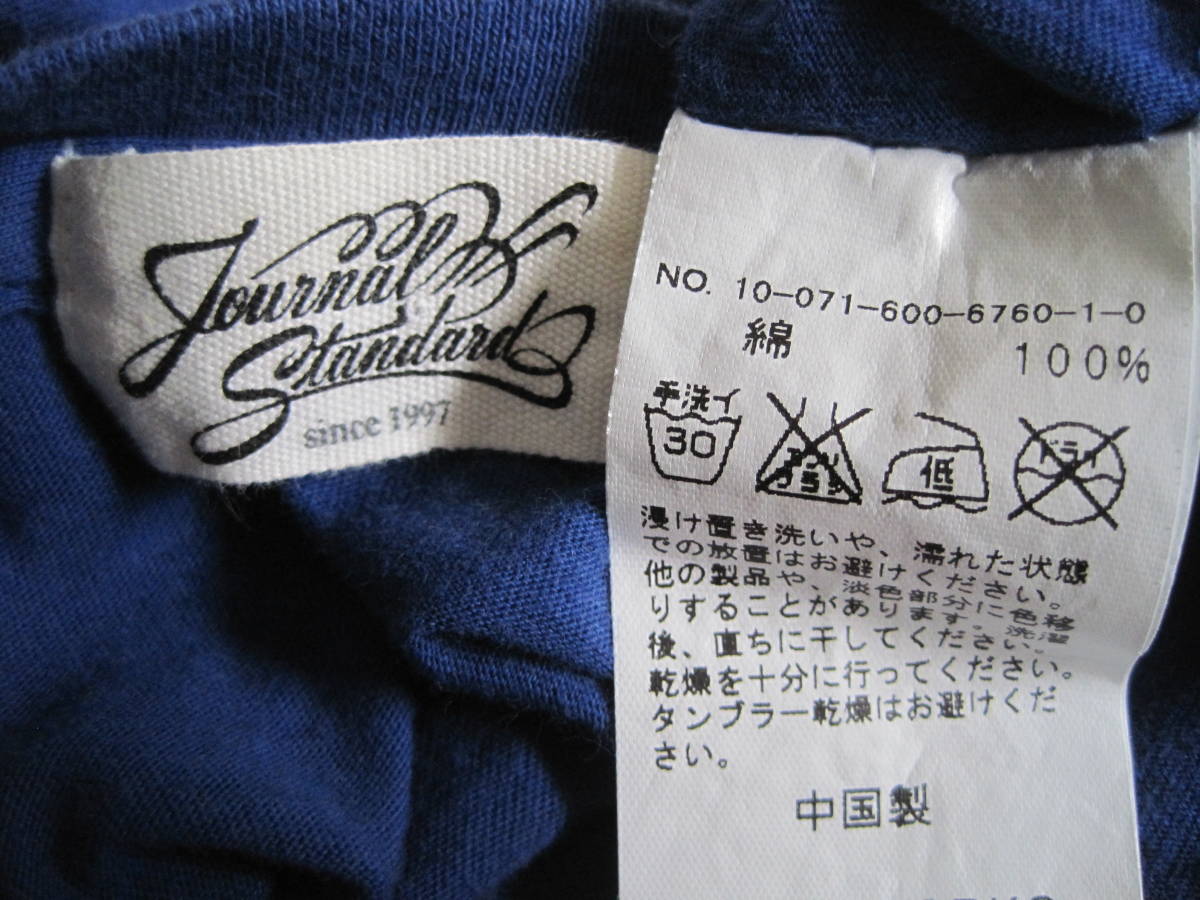 Journal
Standard
since 1997
NO. 10-071-600-6760-1-0
綿 100%
手洗イ
30
低
ドライ
浸け置き洗いや、濡れた状態
での放置はお避けください。
他の製品や、淡色部分に色移
りすることがあります。洗濯
後、直ちに干してください。
乾燥を十分に行ってください。
タンブラー乾燥はお避けくだ
さい。
中国製